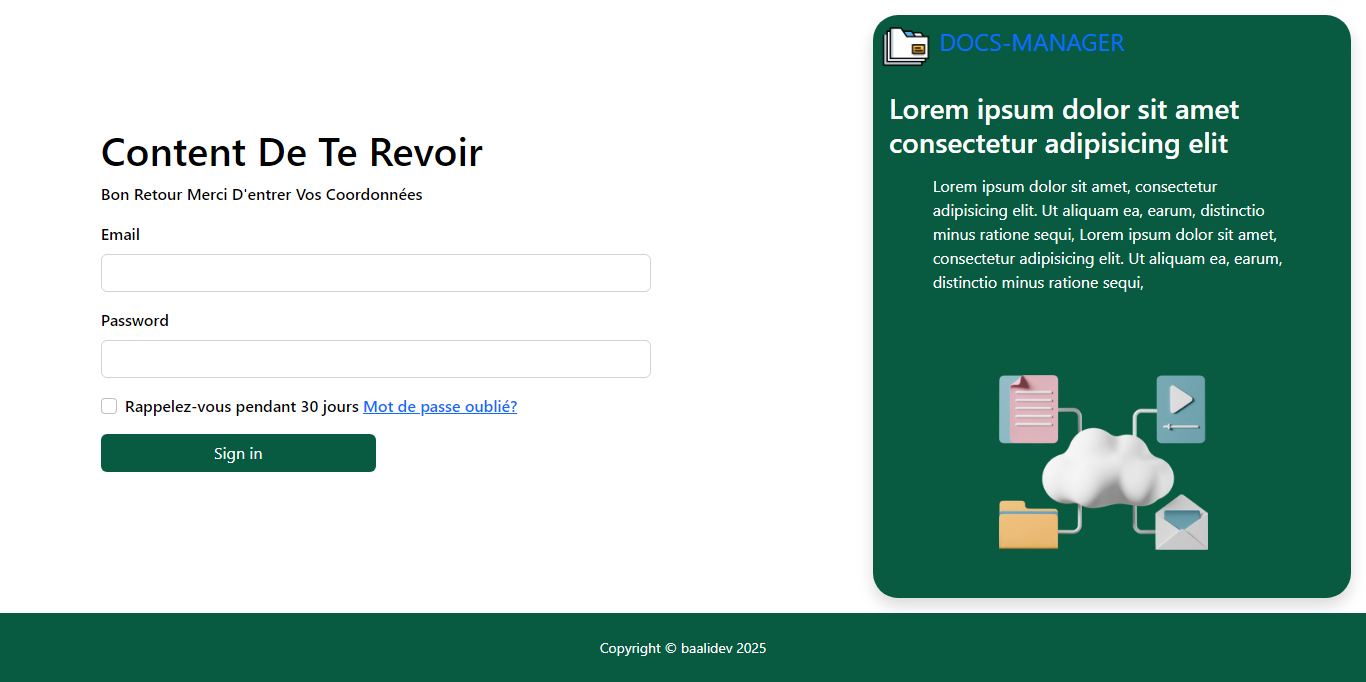 Content De Te Revoir
Bon Retour Merci D'entrer Vos Coordonnées
Email
Password
Rappelez-vous pendant 30 jours Mot de passe oublié?
Sign in
DOCS-MANAGER
Lorem ipsum dolor sit amet
consectetur adipisicing elit
Lorem ipsum dolor sit amet, consectetur
adipisicing elit. Ut aliquam ea, earum, distinctio
minus ratione sequi, Lorem ipsum dolor sit amet,
consectetur adipisicing elit. Ut aliquam ea, earum,
distinctio minus ratione sequi,
Copyright © baalidev 2025